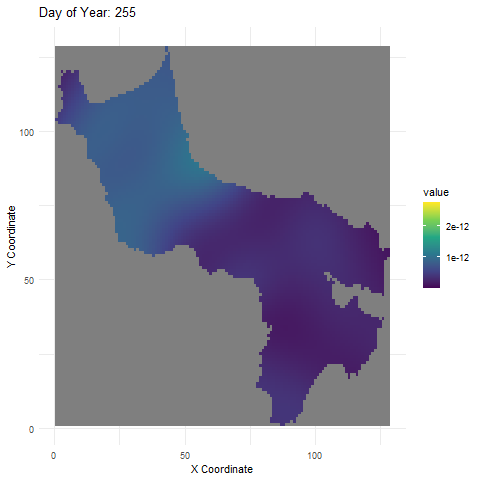 Day of Year: 255
Y Coordinate
100
50
0
0
50
100
X Coordinate
value
2e-12
1e-12